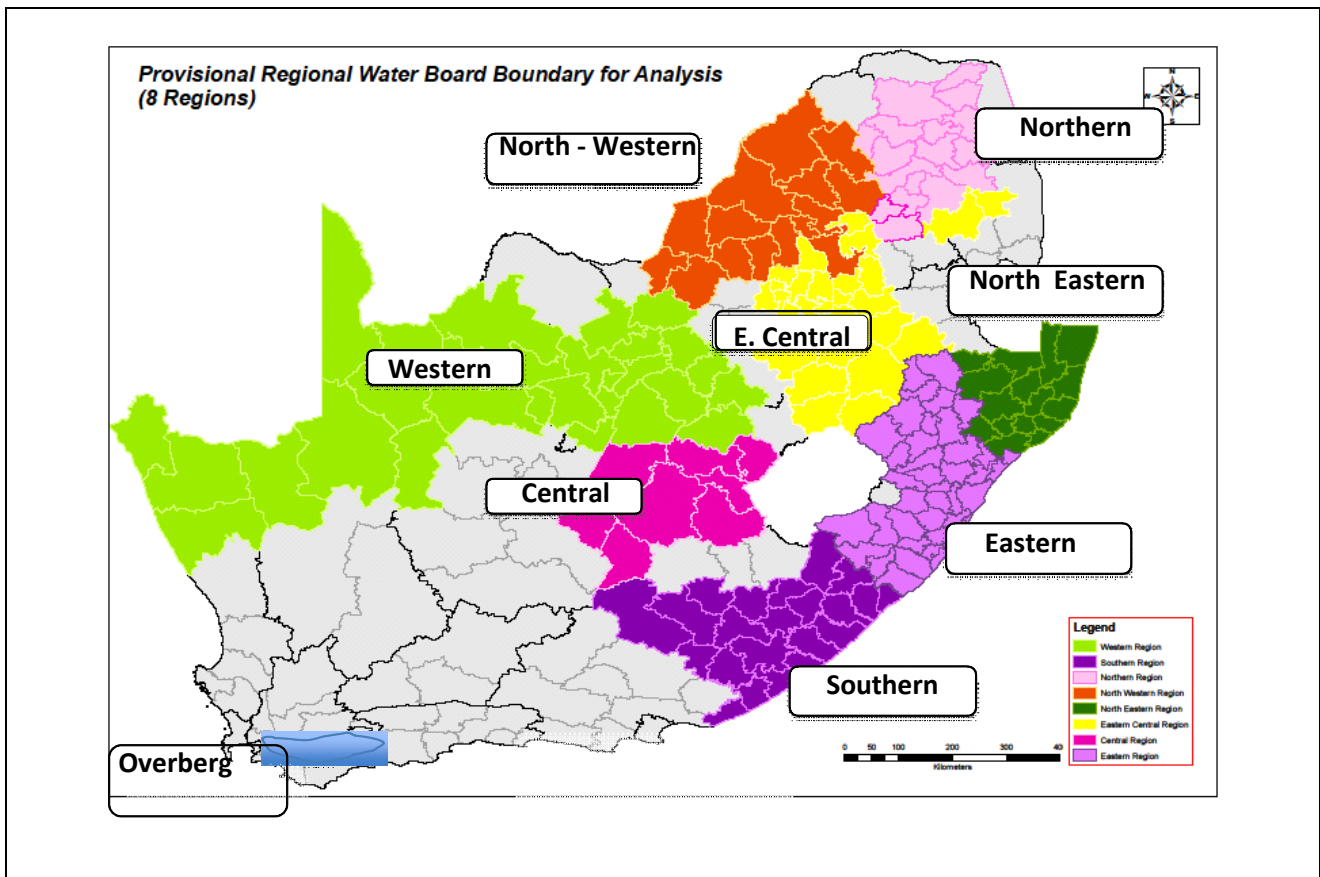 Provisional Regional Water Board Boundary for Analysis
(8 Regions)
N
W
E
S
Northern
North - Western
North Eastern
E. Central
Western
Central
Eastern
Southern
Overberg
Legend
Western Region
Southern Region
Northern Region
North Western Region
North Eastern Region
Eastern Central Region
Central Region
Eastern Region
0 50 100 200 300 40
Kilometers